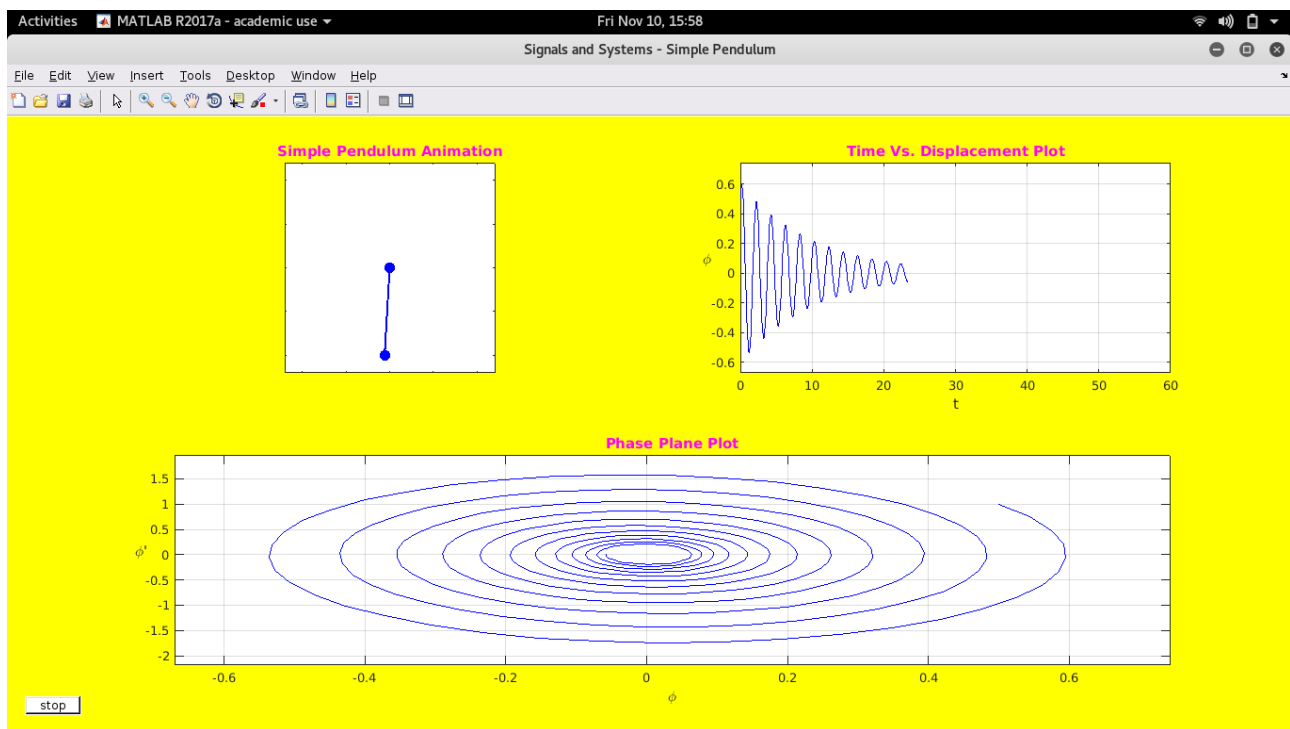 Activities MATLAB R2017a - academic use Fri Nov 10, 15:58
Signals and Systems - Simple Pendulum
File Edit View Insert Tools Desktop Window Help
Simple Pendulum Animation
Time Vs. Displacement Plot
0.6
0.4
0.2
ϕ
0
-0.2
-0.4
-0.6
0 10 20 30 40 50 60
t
Phase Plane Plot
1.5
1
0.5
ϕ'
0
-0.5
-1
-1.5
-2
-0.6 -0.4 -0.2 0 0.2 0.4 0.6
ϕ
stop